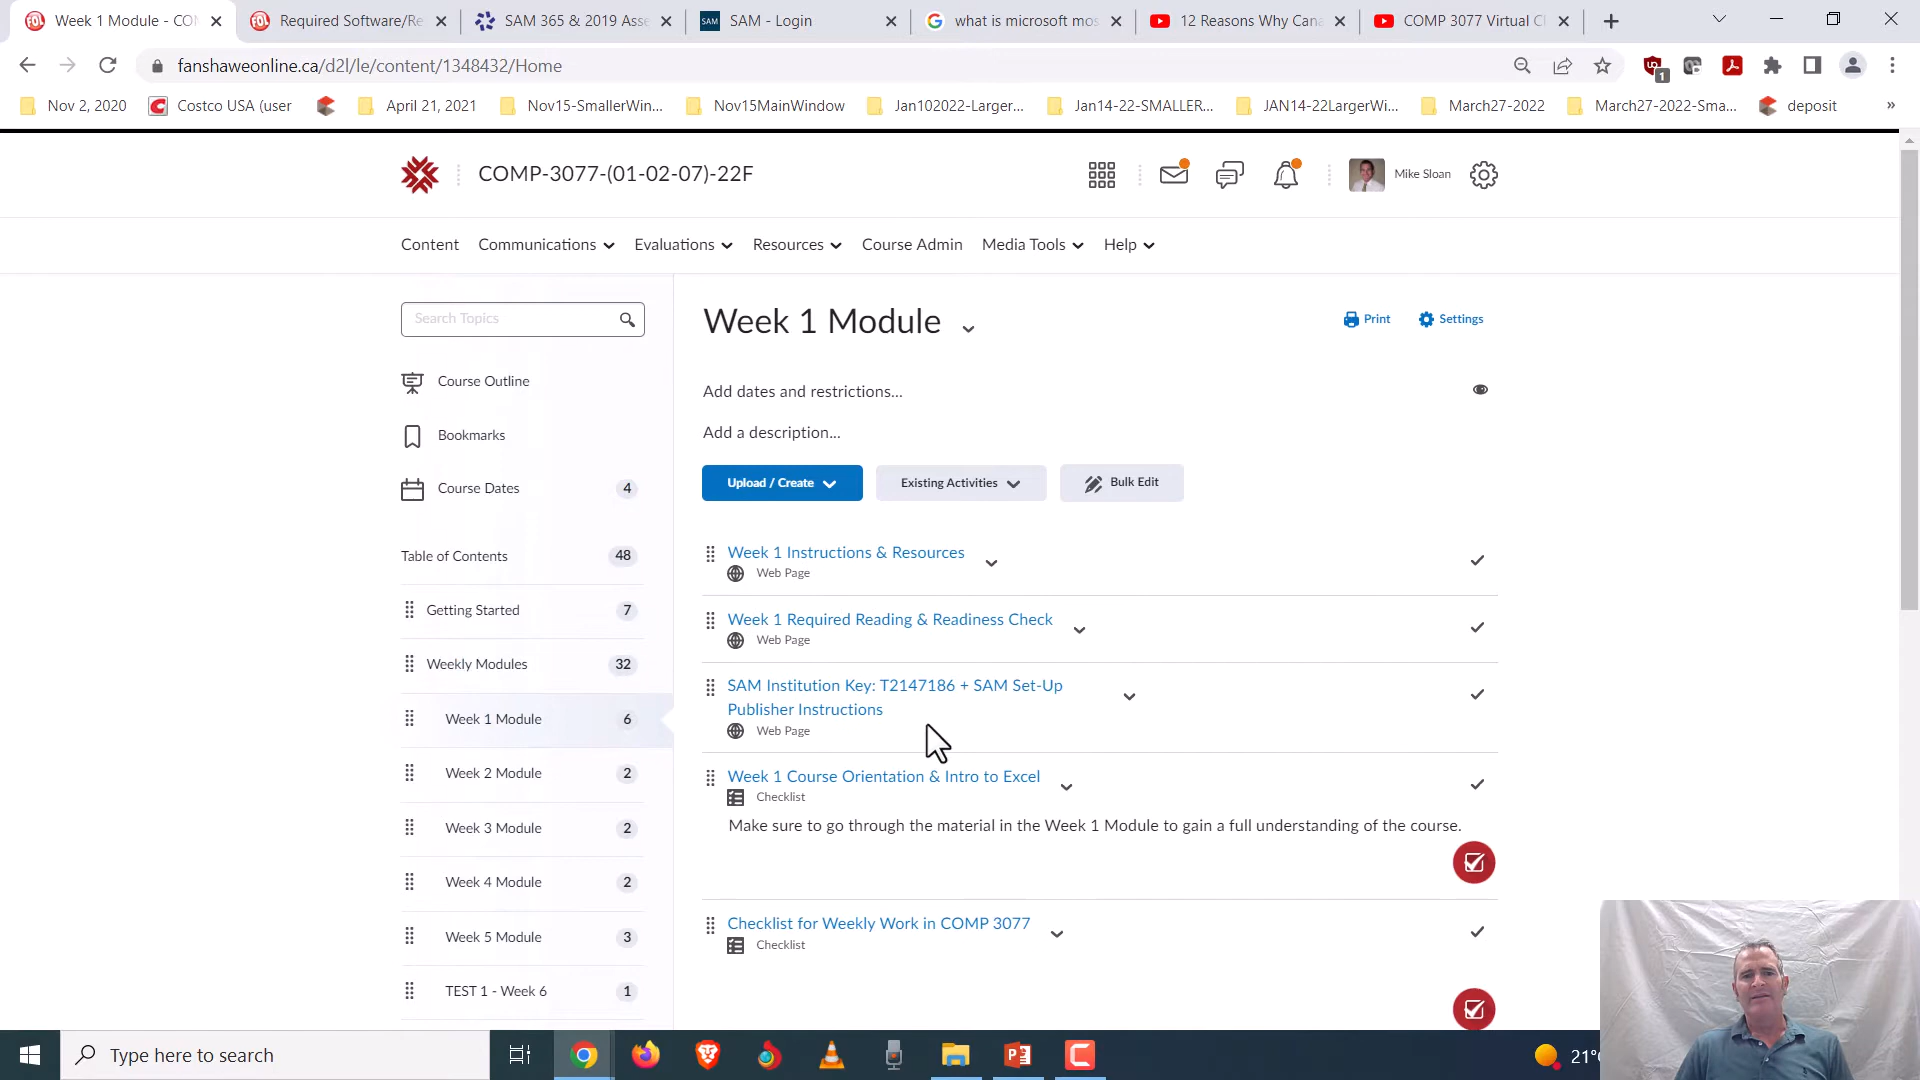 Week 1 Module - CO
Required Software/Re
SAM 365 & 2019 Asse
SAM
SAM - Login
what is microsoft mos
12 Reasons Why Cana
COMP 3077 Virtual Cl
fanshaweonline.ca/d2l/le/content/1348432/Home
1
Nov 2, 2020
Costco USA (user
April 21, 2021
Nov15-SmallerWin...
Nov15MainWindow
Jan102022-Larger...
Jan14-22-SMALLER...
JAN14-22LargerWi...
March27-2022
March27-2022-Sma...
deposit
»
COMP-3077-(01-02-07)-22F
Mike Sloan
Content
Communications
Evaluations
Resources
Course Admin
Media Tools
Help
Search Topics
Course Outline
Bookmarks
Course Dates 4
Table of Contents 48
Getting Started 7
Weekly Modules 32
Week 1 Module 6
Week 2 Module 2
Week 3 Module 2
Week 4 Module 2
Week 5 Module 3
TEST 1 - Week 6 1
Week 1 Module
Print
Settings
Add dates and restrictions...
Add a description...
Upload / Create
Existing Activities
Bulk Edit
Week 1 Instructions & Resources
Web Page
Week 1 Required Reading & Readiness Check
Web Page
SAM Institution Key: T2147186 + SAM Set-Up
Publisher Instructions
Web Page
Week 1 Course Orientation & Intro to Excel
Checklist
Make sure to go through the material in the Week 1 Module to gain a full understanding of the course.
Checklist for Weekly Work in COMP 3077
Checklist
Type here to search
21°